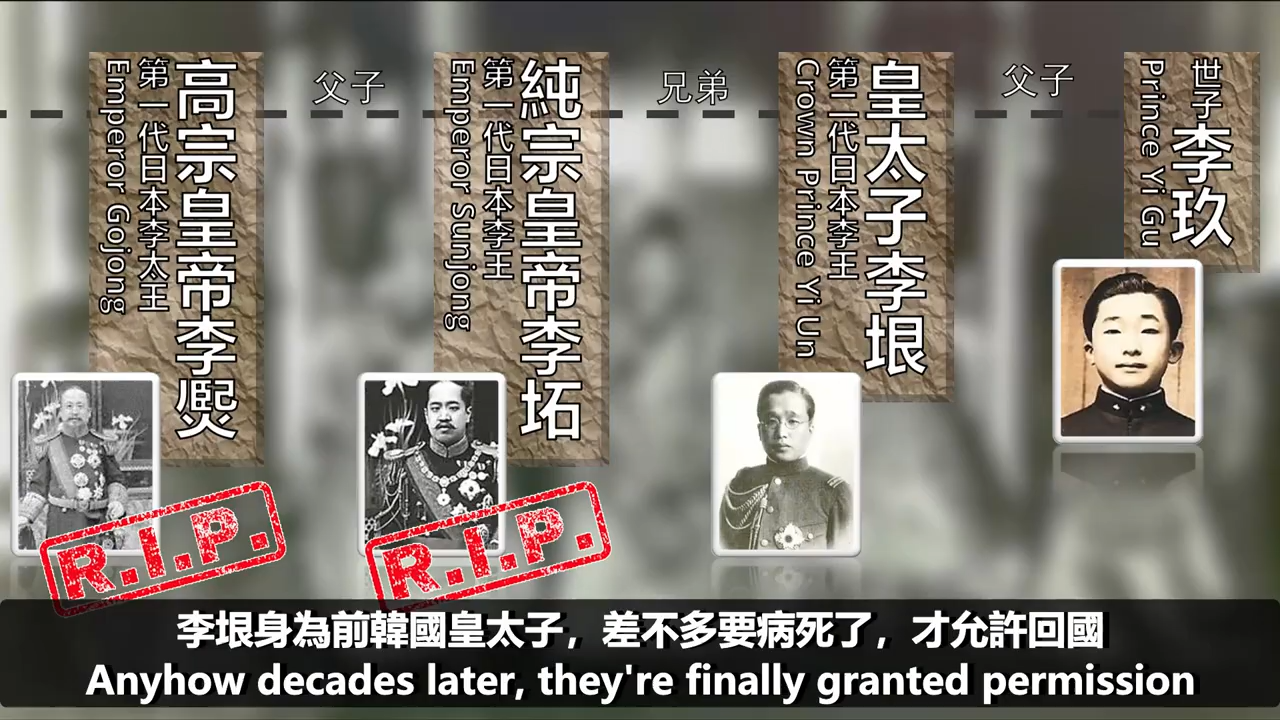 高宗皇帝李熈
第一代日本李太王
Emperor Gojong
父子
純宗皇帝李坧
第一代日本李王
Emperor Sunjong
兄弟
皇太子李垠
第二代日本李王
Crown Prince Yi Un
父子
世子李玖
Prince Yi Gu
R.I.P.
R.I.P.
李垠身為前韓國皇太子，差不多要病死了，才允許回國
Anyhow decades later, they're finally granted permission